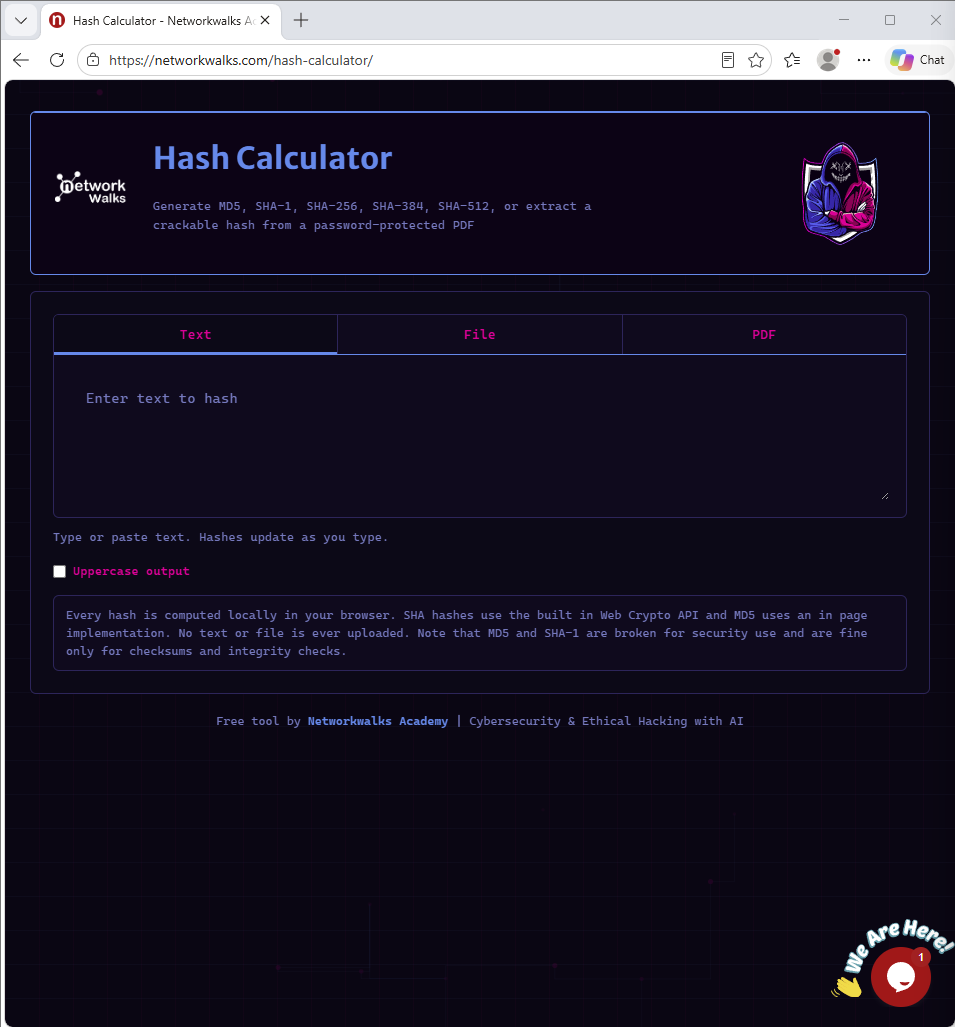 Hash Calculator - Networkwalks Ac
https://networkwalks.com/hash-calculator/
Chat
network
Walks
Hash Calculator
Generate MD5, SHA-1, SHA-256, SHA-384, SHA-512, or extract a
crackable hash from a password-protected PDF
Text
File
PDF
Enter text to hash
Type or paste text. Hashes update as you type.
Uppercase output
Every hash is computed locally in your browser. SHA hashes use the built in Web Crypto API and MD5 uses an in page
implementation. No text or file is ever uploaded. Note that MD5 and SHA-1 are broken for security use and are fine
only for checksums and integrity checks.
Free tool by Networkwalks Academy | Cybersecurity & Ethical Hacking with AI
We Are Here!
1